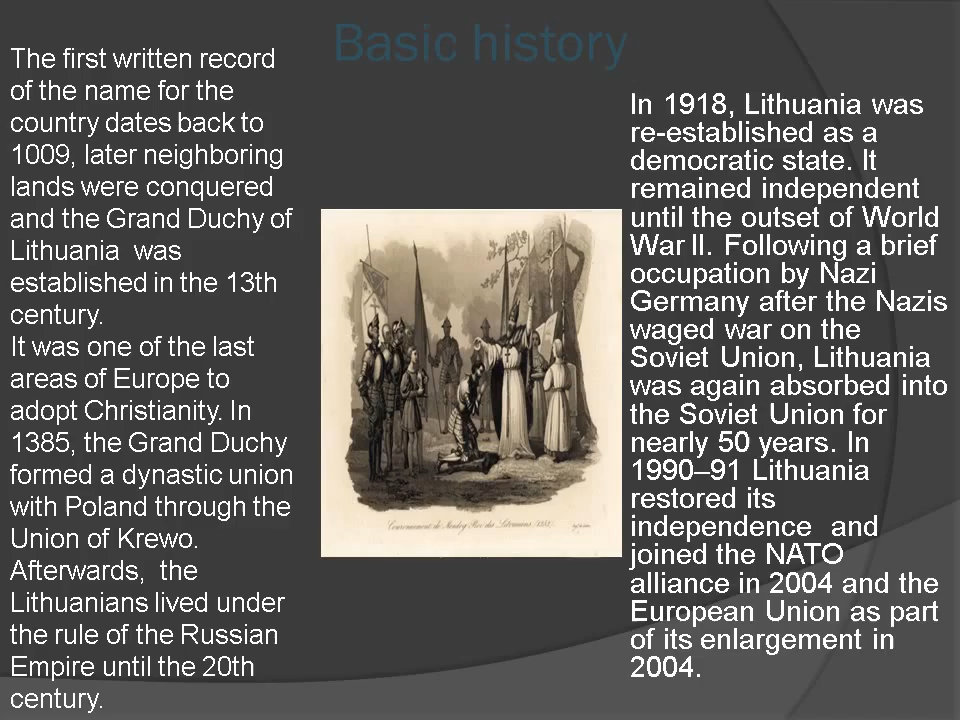 Basic history
The first written record
of the name for the
country dates back to
1009, later neighboring
lands were conquered
and the Grand Duchy of
Lithuania was
established in the 13th
century.
It was one of the last
areas of Europe to
adopt Christianity. In
1385, the Grand Duchy
formed a dynastic union
with Poland through the
Union of Krewo.
Afterwards, the
Lithuanians lived under
the rule of the Russian
Empire until the 20th
century.
Couronnement de Mendog Roi des Lithuaniens
In 1918, Lithuania was
re-established as a
democratic state. It
remained independent
until the outset of World
War II. Following a brief
occupation by Nazi
Germany after the Nazis
waged war on the
Soviet Union, Lithuania
was again absorbed into
the Soviet Union for
nearly 50 years. In
1990–91 Lithuania
restored its
independence and
joined the NATO
alliance in 2004 and the
European Union as part
of its enlargement in
2004.